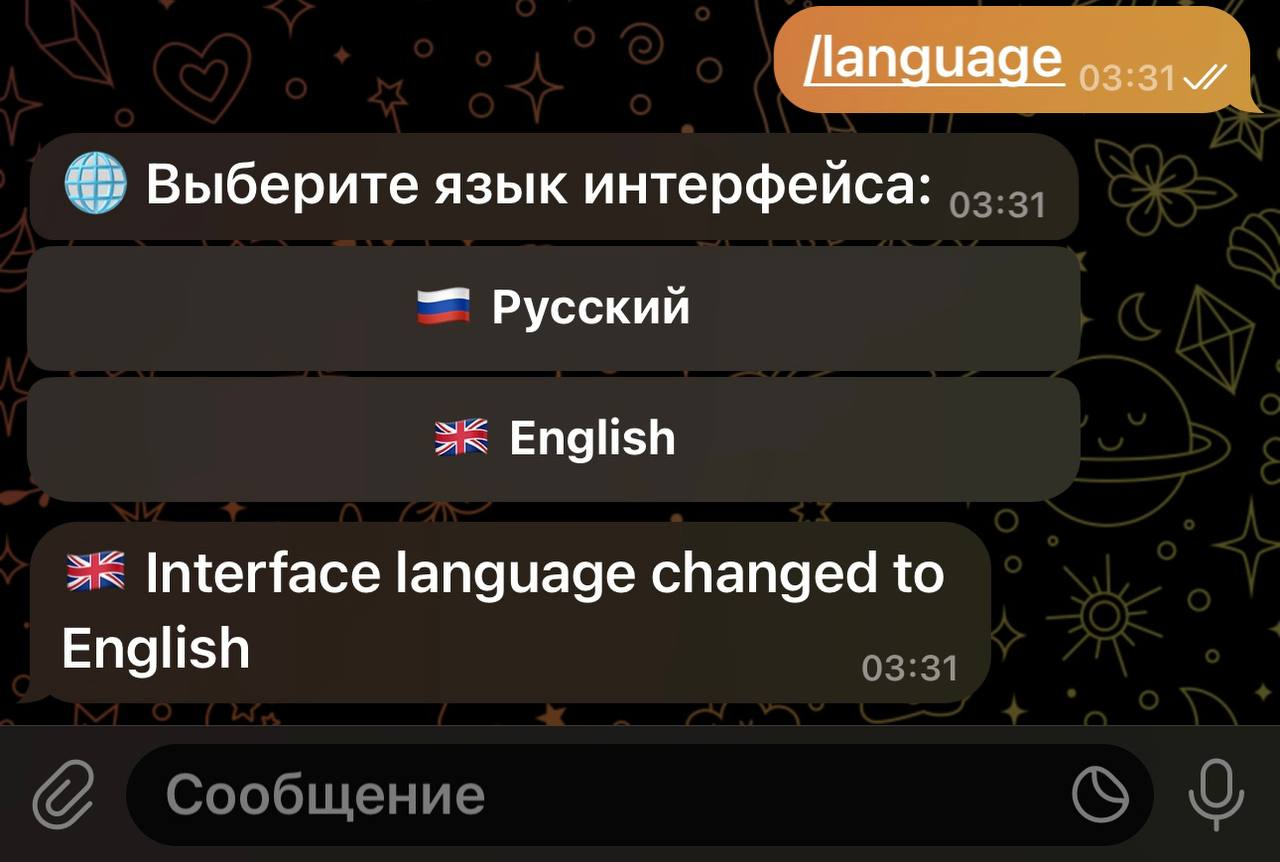 /language 03:31
🌐 Выберите язык интерфейса: 03:31
🇷🇺 Русский
🇬🇧 English
🇬🇧 Interface language changed to
English
03:31
Сообщение